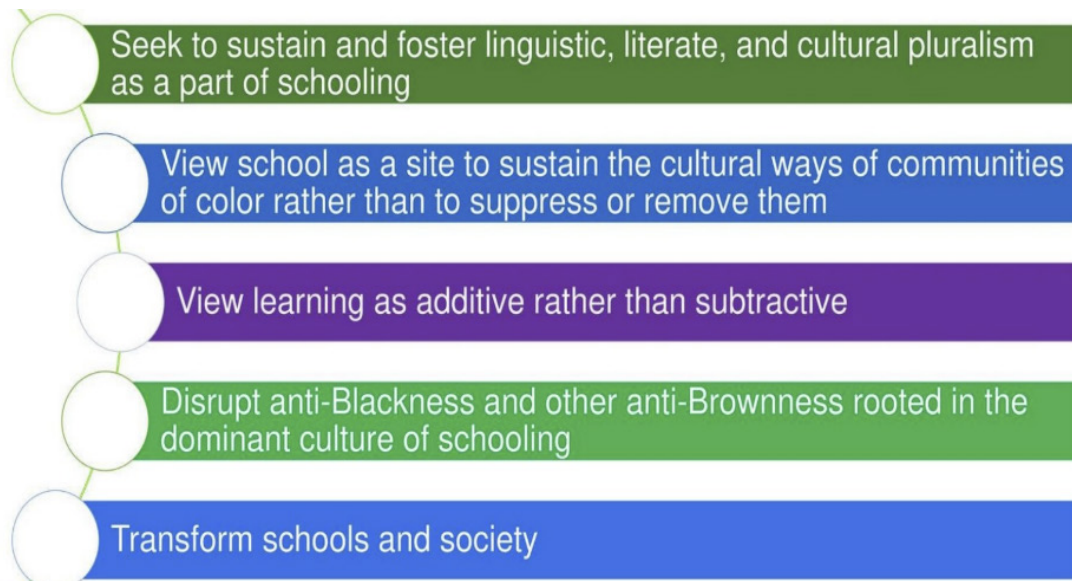 Seek to sustain and foster linguistic, literate, and cultural pluralism
as a part of schooling
View school as a site to sustain the cultural ways of communities
of color rather than to suppress or remove them
View learning as additive rather than subtractive
Disrupt anti-Blackness and other anti-Brownness rooted in the
dominant culture of schooling
Transform schools and society